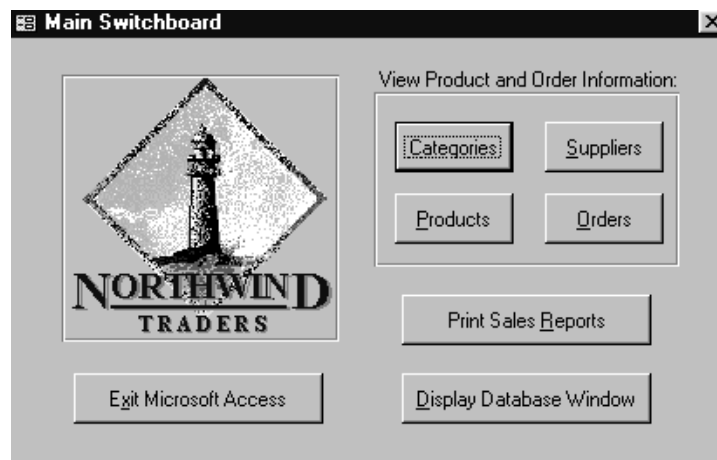 Main Switchboard
View Product and Order Information:
Categories
Suppliers
Products
Orders
NORTHWIND
TRADERS
Print Sales Reports
Exit Microsoft Access
Display Database Window